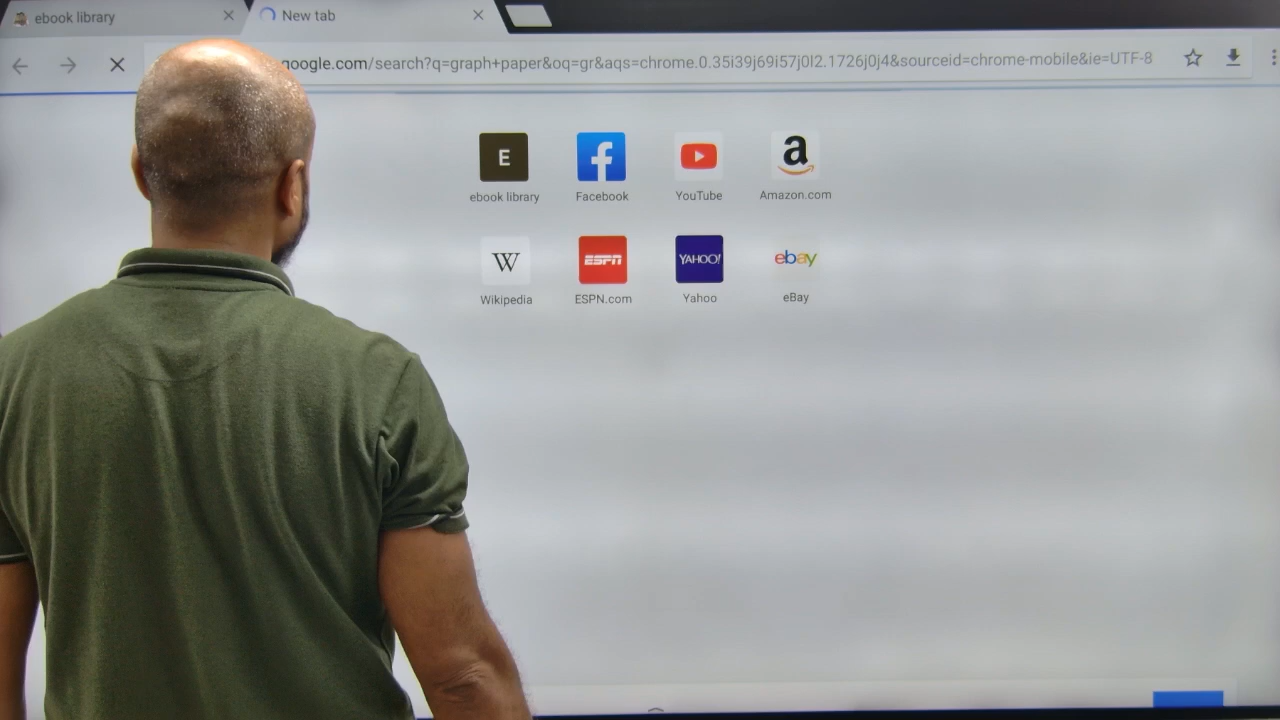 ebook library
New tab
google.com/search?q=graph+paper&oq=gr&aqs=chrome.0.35i39j69i57j0l2.1726j0j4&sourceid=chrome-mobile&ie=UTF-8
E
a
ebook library
Facebook
YouTube
Amazon.com
W
ESPN
YAHOO!
ebay
Wikipedia
ESPN.com
Yahoo
eBay